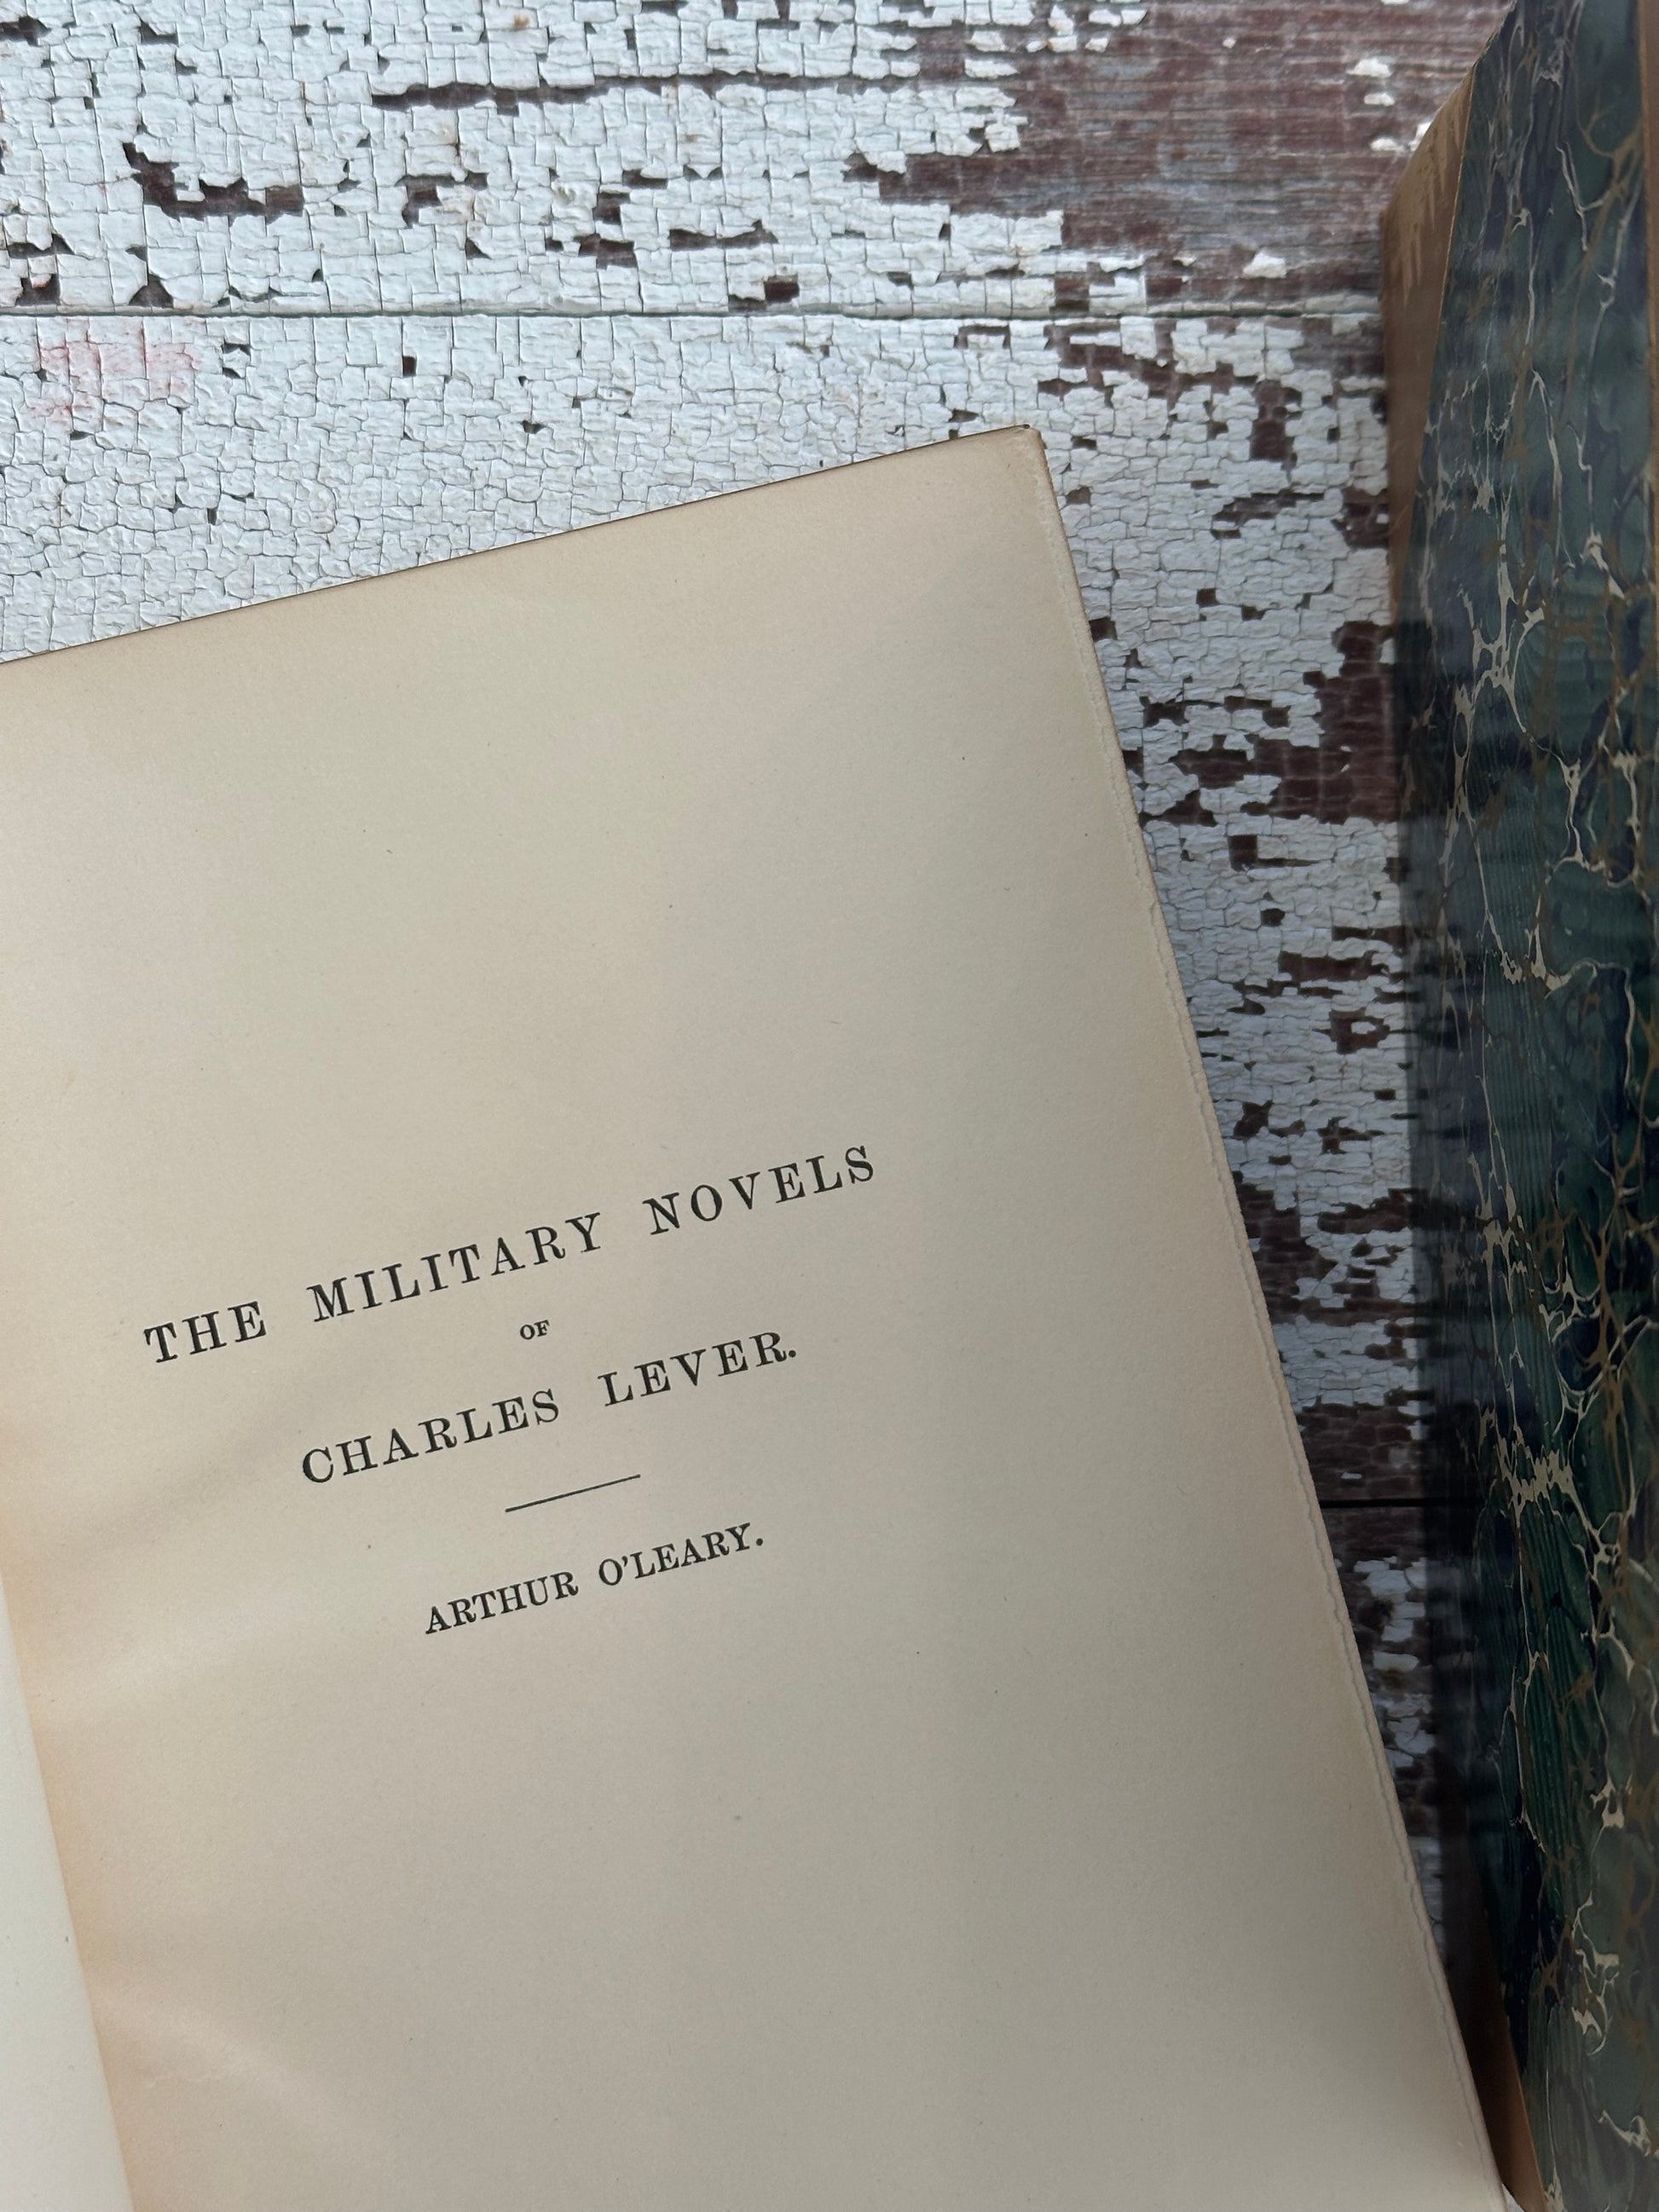 THE MILITARY NOVELS
OF
CHARLES LEVER.
ARTHUR O'LEARY.